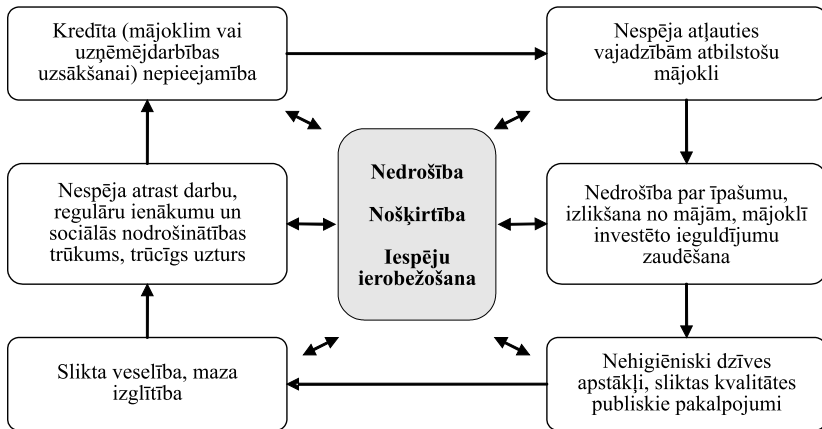 Kredīta (mājoklim vai
uzņēmējdarbības
uzsākšanai) nepieejamība
Nespēja atļauties
vajadzībām atbilstošu
mājokli
Nespēja atrast darbu,
regulāru ienākumu un
sociālās nodrošinātības
trūkums, trūcīgs uzturs
Nedrošība
Nošķirtība
Iespēju
ierobežošana
Nedrošība par īpašumu,
izlikšana no mājām, mājoklī
investēto ieguldījumu
zaudēšana
Slikta veselība, maza
izglītība
Nehigiēniski dzīves
apstākļi, sliktas kvalitātes
publiskie pakalpojumi